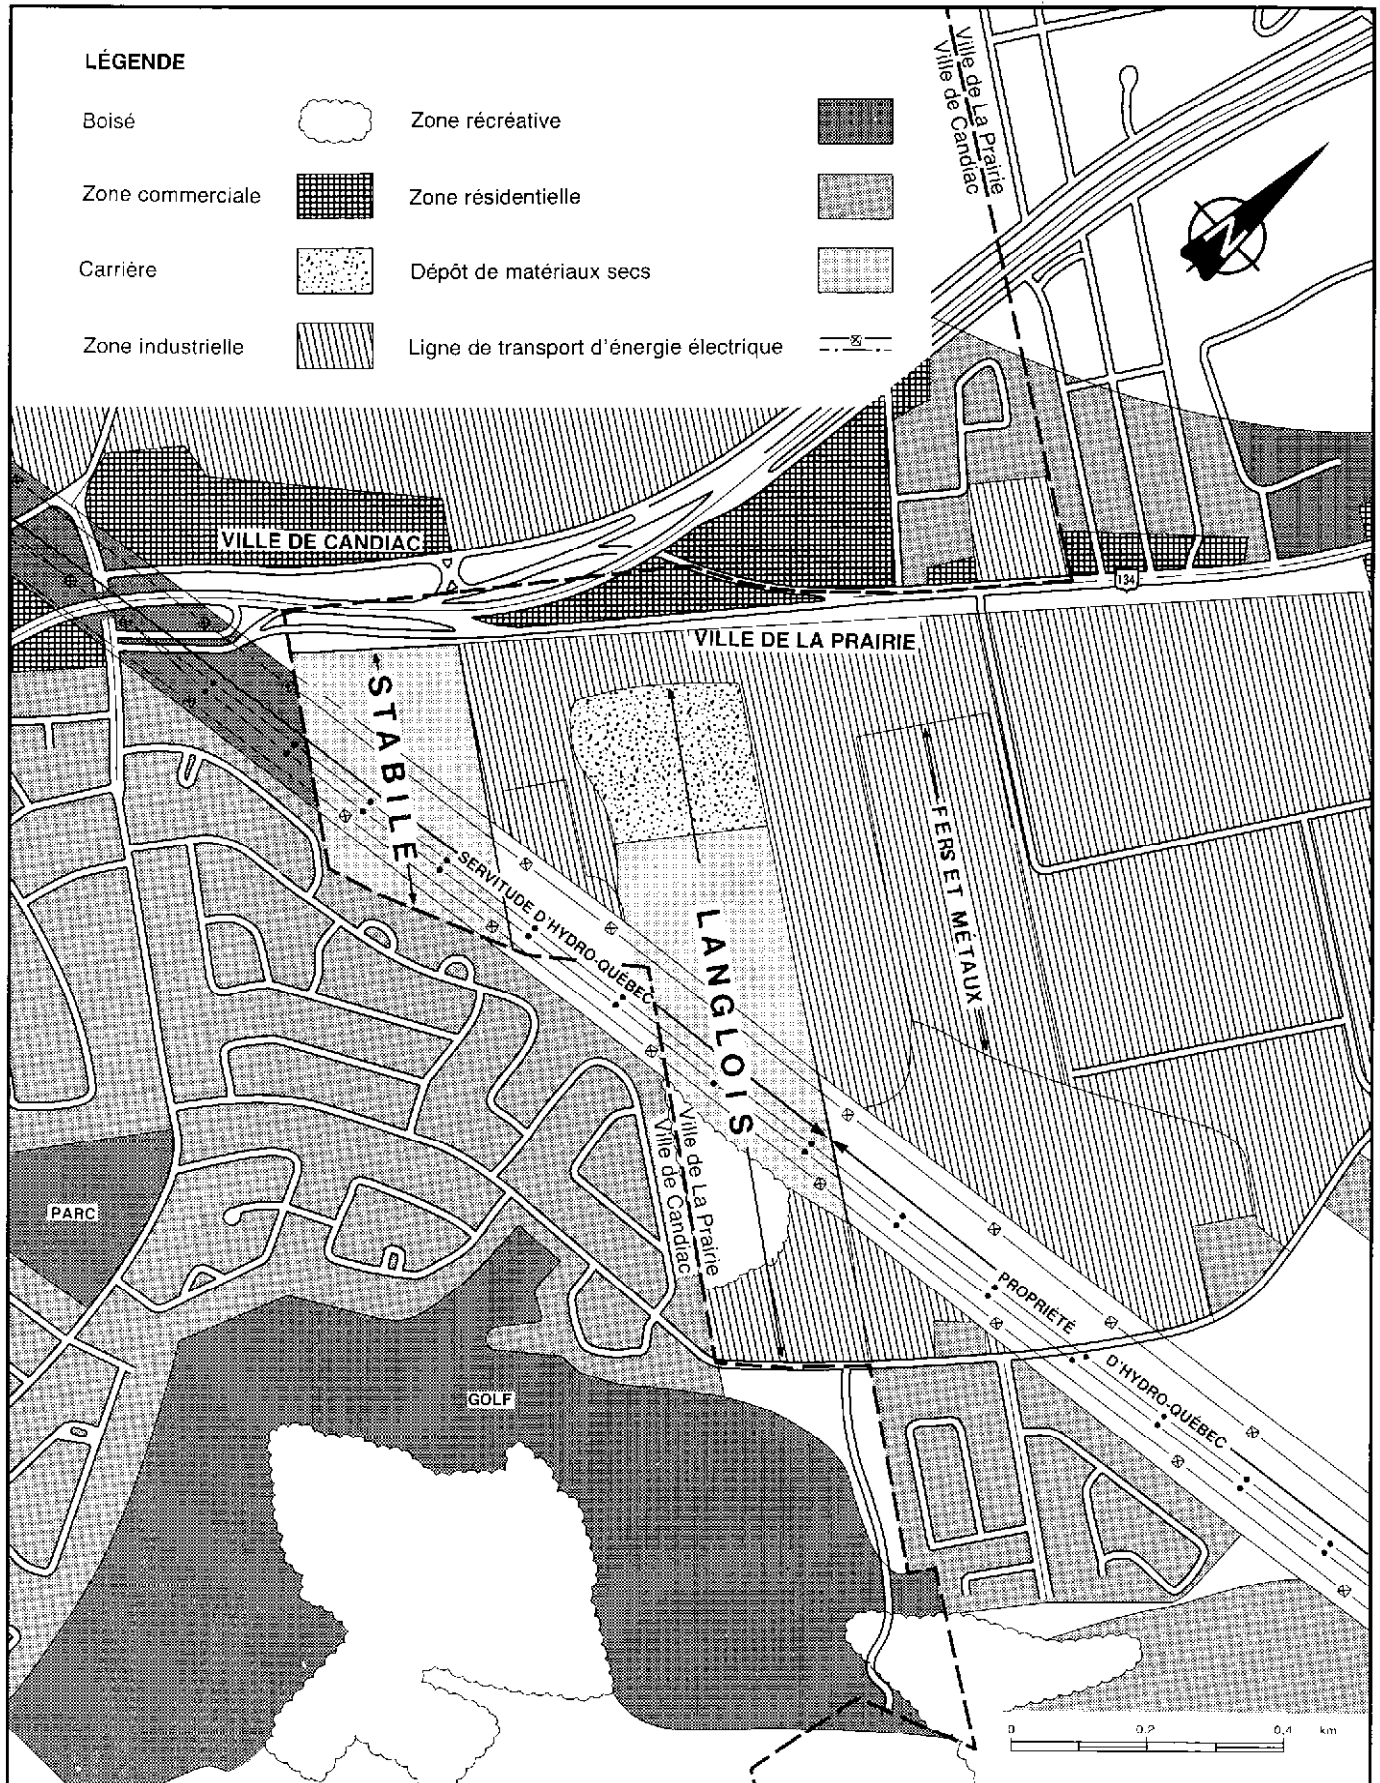 LÉGENDE
Boisé
Zone récréative
Zone commerciale
Zone résidentielle
Carrière
Dépôt de matériaux secs
Zone industrielle
Ligne de transport d'énergie électrique
Ville de La Prairie
Ville de Candiac
N
VILLE DE CANDIAC
134
VILLE DE LA PRAIRIE
STABILE
SERVITUDE D'HYDRO-QUÉBEC
LANGLOIS
FERS ET MÉTAUX
Ville de La Prairie
Ville de Candiac
PARC
PROPRIÉTÉ D'HYDRO-QUÉBEC
GOLF
0 0,2 0,4 km